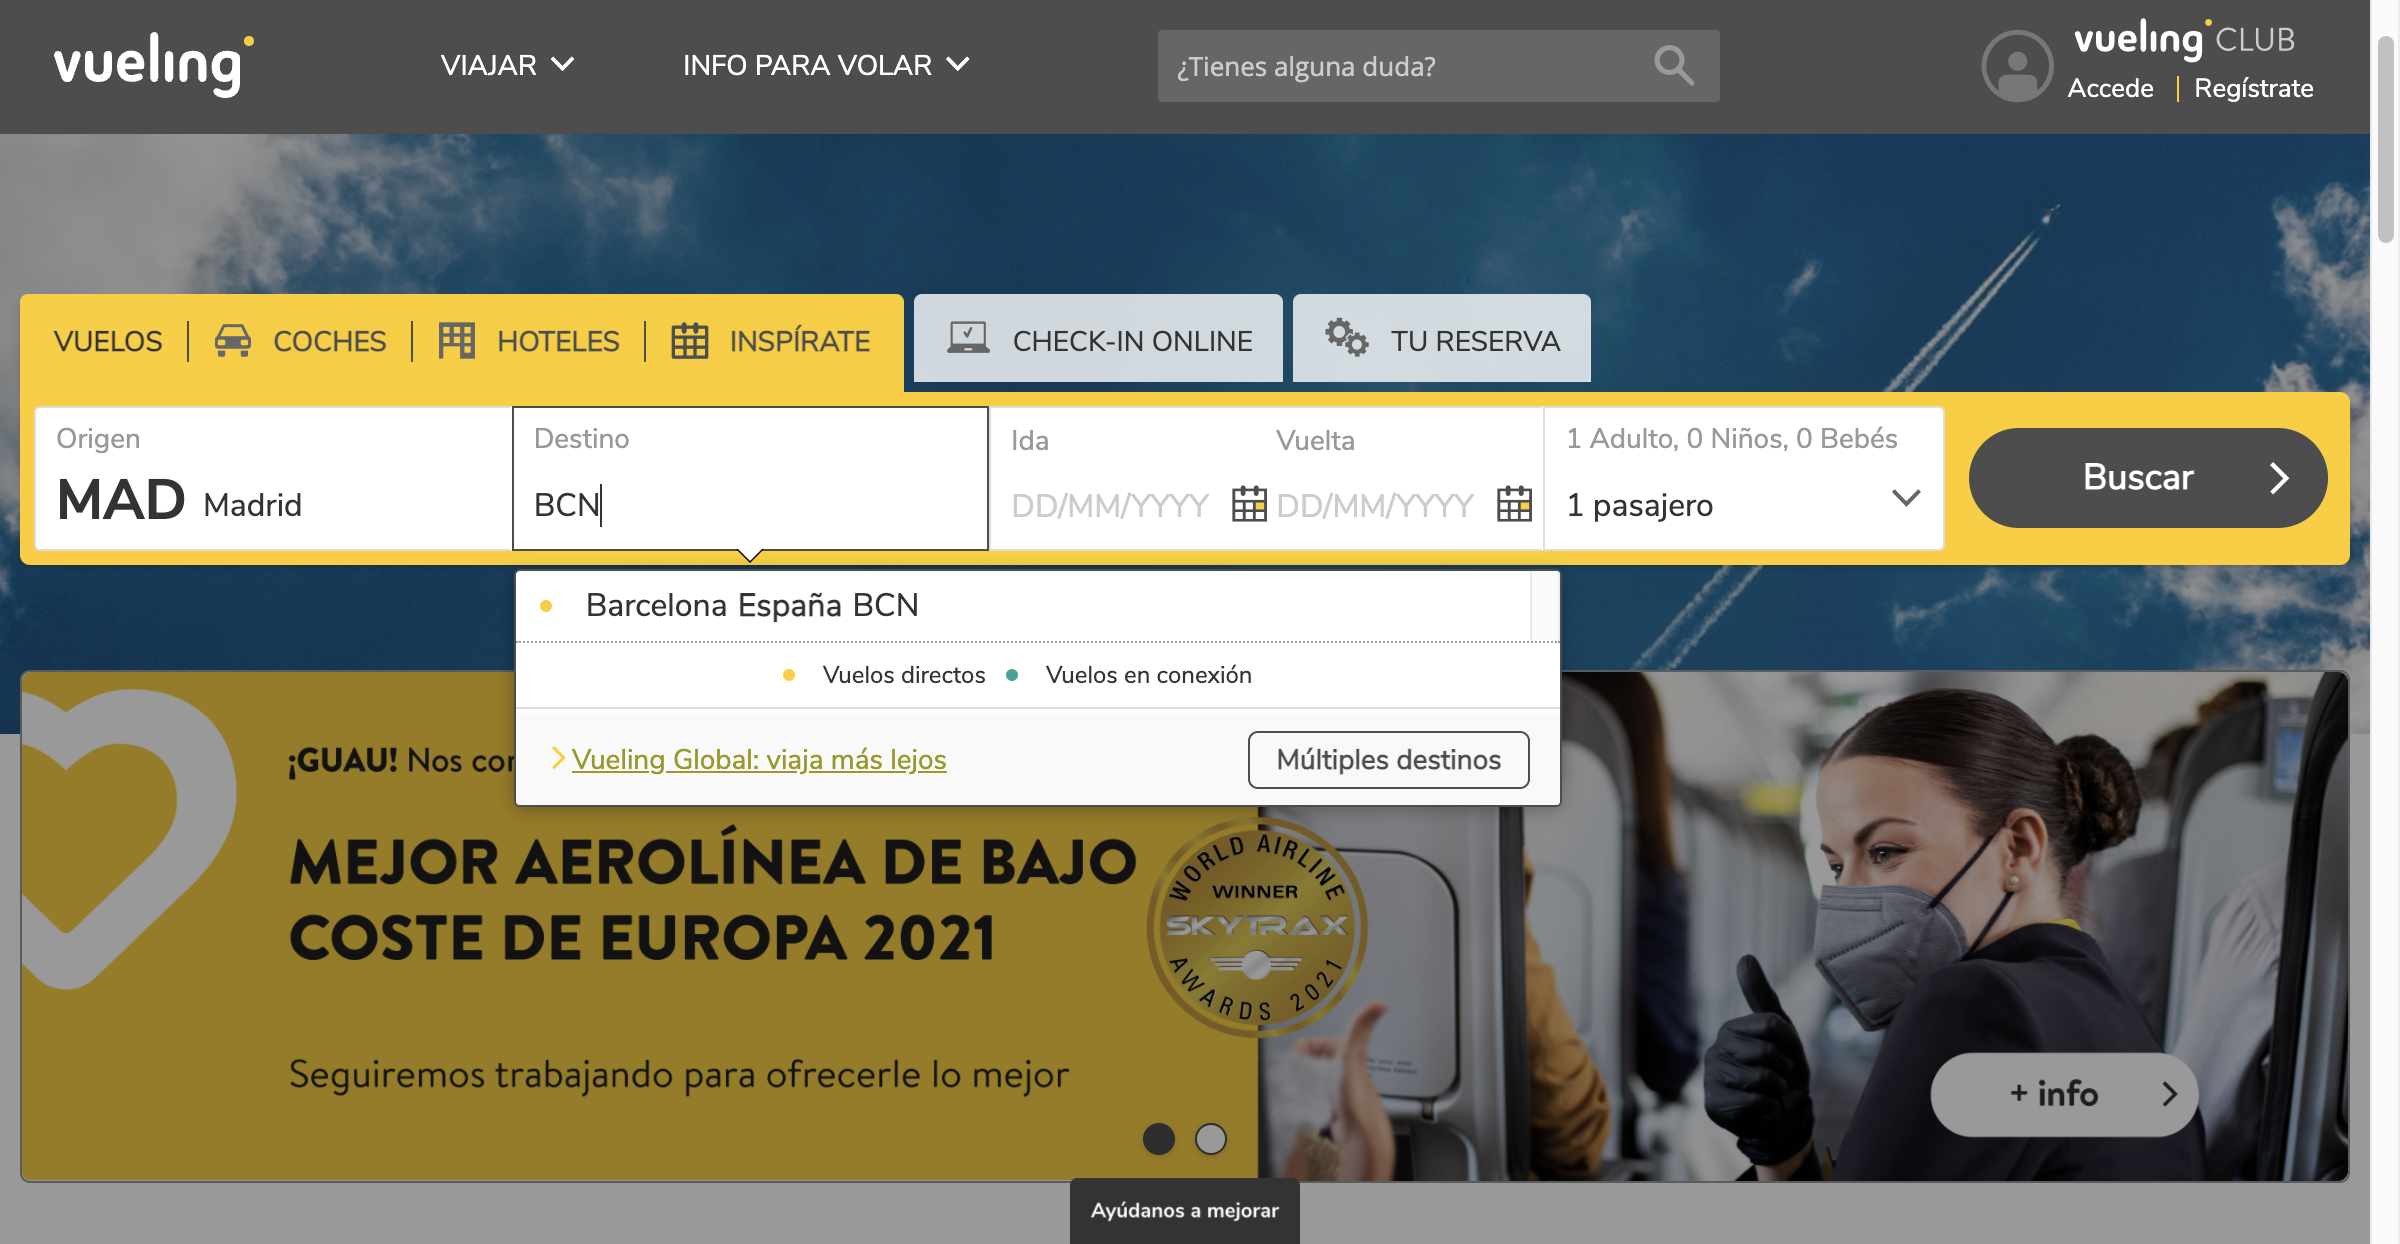 vueling
VIAJAR
INFO PARA VOLAR
¿Tienes alguna duda?
vueling CLUB
Accede | Regístrate
VUELOS
COCHES
HOTELES
INSPÍRATE
CHECK-IN ONLINE
TU RESERVA
Origen
MAD Madrid
Destino
BCN
Ida
DD/MM/YYYY
Vuelta
DD/MM/YYYY
1 Adulto, 0 Niños, 0 Bebés
1 pasajero
Buscar
Barcelona España BCN
Vuelos directos
Vuelos en conexión
Vueling Global: viaja más lejos
Múltiples destinos
¡GUAU! Nos
MEJOR AEROLÍNEA DE BAJO
COSTE DE EUROPA 2021
Seguiremos trabajando para ofrecerle lo mejor
WORLD AIRLINE
WINNER
SKYTRAX
AWARDS 2021
+ info
Ayúdanos a mejorar